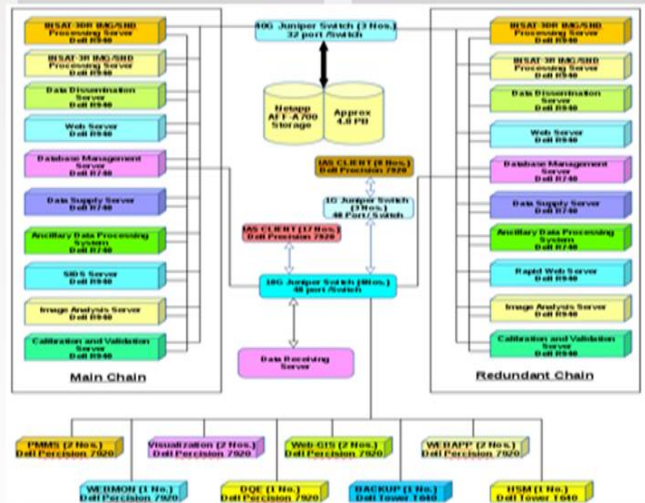 INSAT-3DR IMG/SND
Processing Server
Dell R940
INSAT-3R IMG/SND
Processing Server
Dell R940
Data Dissemination
Server
Dell R940
Web Server
Dell R940
Database Management
Server
Dell R740
Data Supply Server
Dell R740
Ancillary Data Processing
System
Dell R740
SIDS Server
Dell R940
Image Analysis Server
Dell R940
Calibration and Validation
Server
Dell R940
Main Chain
40G Juniper Switch (3 Nos.)
32 port /Switch
Netapp
AFF-A700
Storage
Approx
4.0 PB
IAS CLIENT (8 Nos.)
Dell Precision 7920
1G Juniper Switch
(3 Nos.)
48 Port/ Switch
IAS CLIENT (17 Nos.)
Dell Precision 7920
10G Juniper Switch (8Nos.)
48 port /Switch
Data Receiving
Server
INSAT-3DR IMG/SND
Processing Server
Dell R940
INSAT-3R IMG/SND
Processing Server
Dell R940
Data Dissemination
Server
Dell R940
Web Server
Dell R940
Database Management
Server
Dell R740
Data Supply Server
Dell R740
Ancillary Data Processing
System
Dell R740
Rapid Web Server
Dell R940
Image Analysis Server
Dell R940
Calibration and Validation
Server
Dell R940
Redundant Chain
PMMS (2 Nos.)
Dell Percision 7920
Visualization (2 Nos.)
Dell Percision 7920
Web-GIS (2 Nos.)
Dell Percision 7920
WEBAPP (2 Nos.)
Dell Percision 7920
WEBMON (1 No.)
Dell Percision 7920
DQE (1 No.)
Dell Percision 7920
BACKUP (1 No.)
Dell Tower T640
HSM (1 No.)
Dell Tower T640